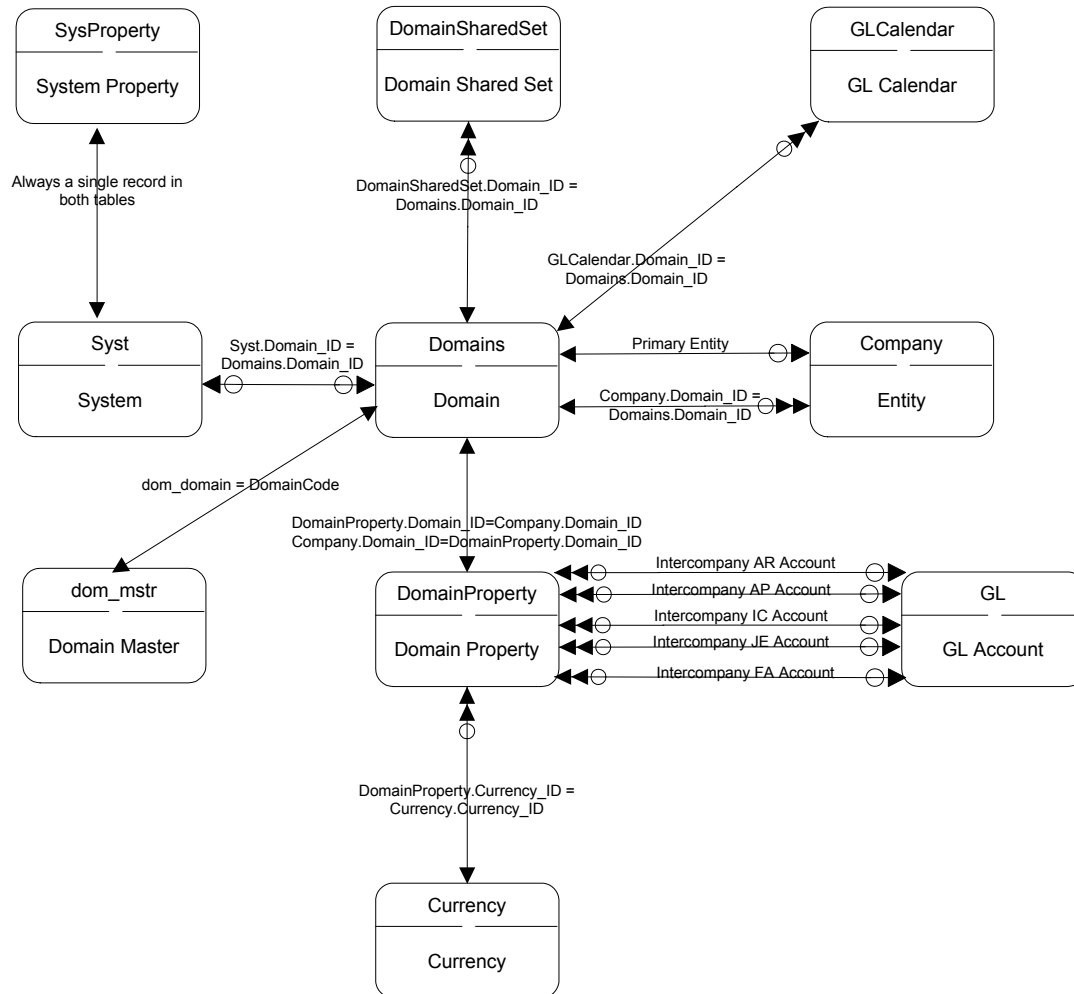 SysProperty
System Property
DomainSharedSet
Domain Shared Set
GLCalendar
GL Calendar
Always a single record in
both tables
DomainSharedSet.Domain_ID =
Domains.Domain_ID
GLCalendar.Domain_ID =
Domains.Domain_ID
Syst
System
Syst.Domain_ID =
Domains.Domain_ID
Domains
Domain
Primary Entity
Company.Domain_ID =
Domains.Domain_ID
Company
Entity
dom_domain = DomainCode
DomainProperty.Domain_ID=Company.Domain_ID
Company.Domain_ID=DomainProperty.Domain_ID
dom_mstr
Domain Master
DomainProperty
Domain Property
Intercompany AR Account
Intercompany AP Account
Intercompany IC Account
Intercompany JE Account
Intercompany FA Account
GL
GL Account
DomainProperty.Currency_ID =
Currency.Currency_ID
Currency
Currency